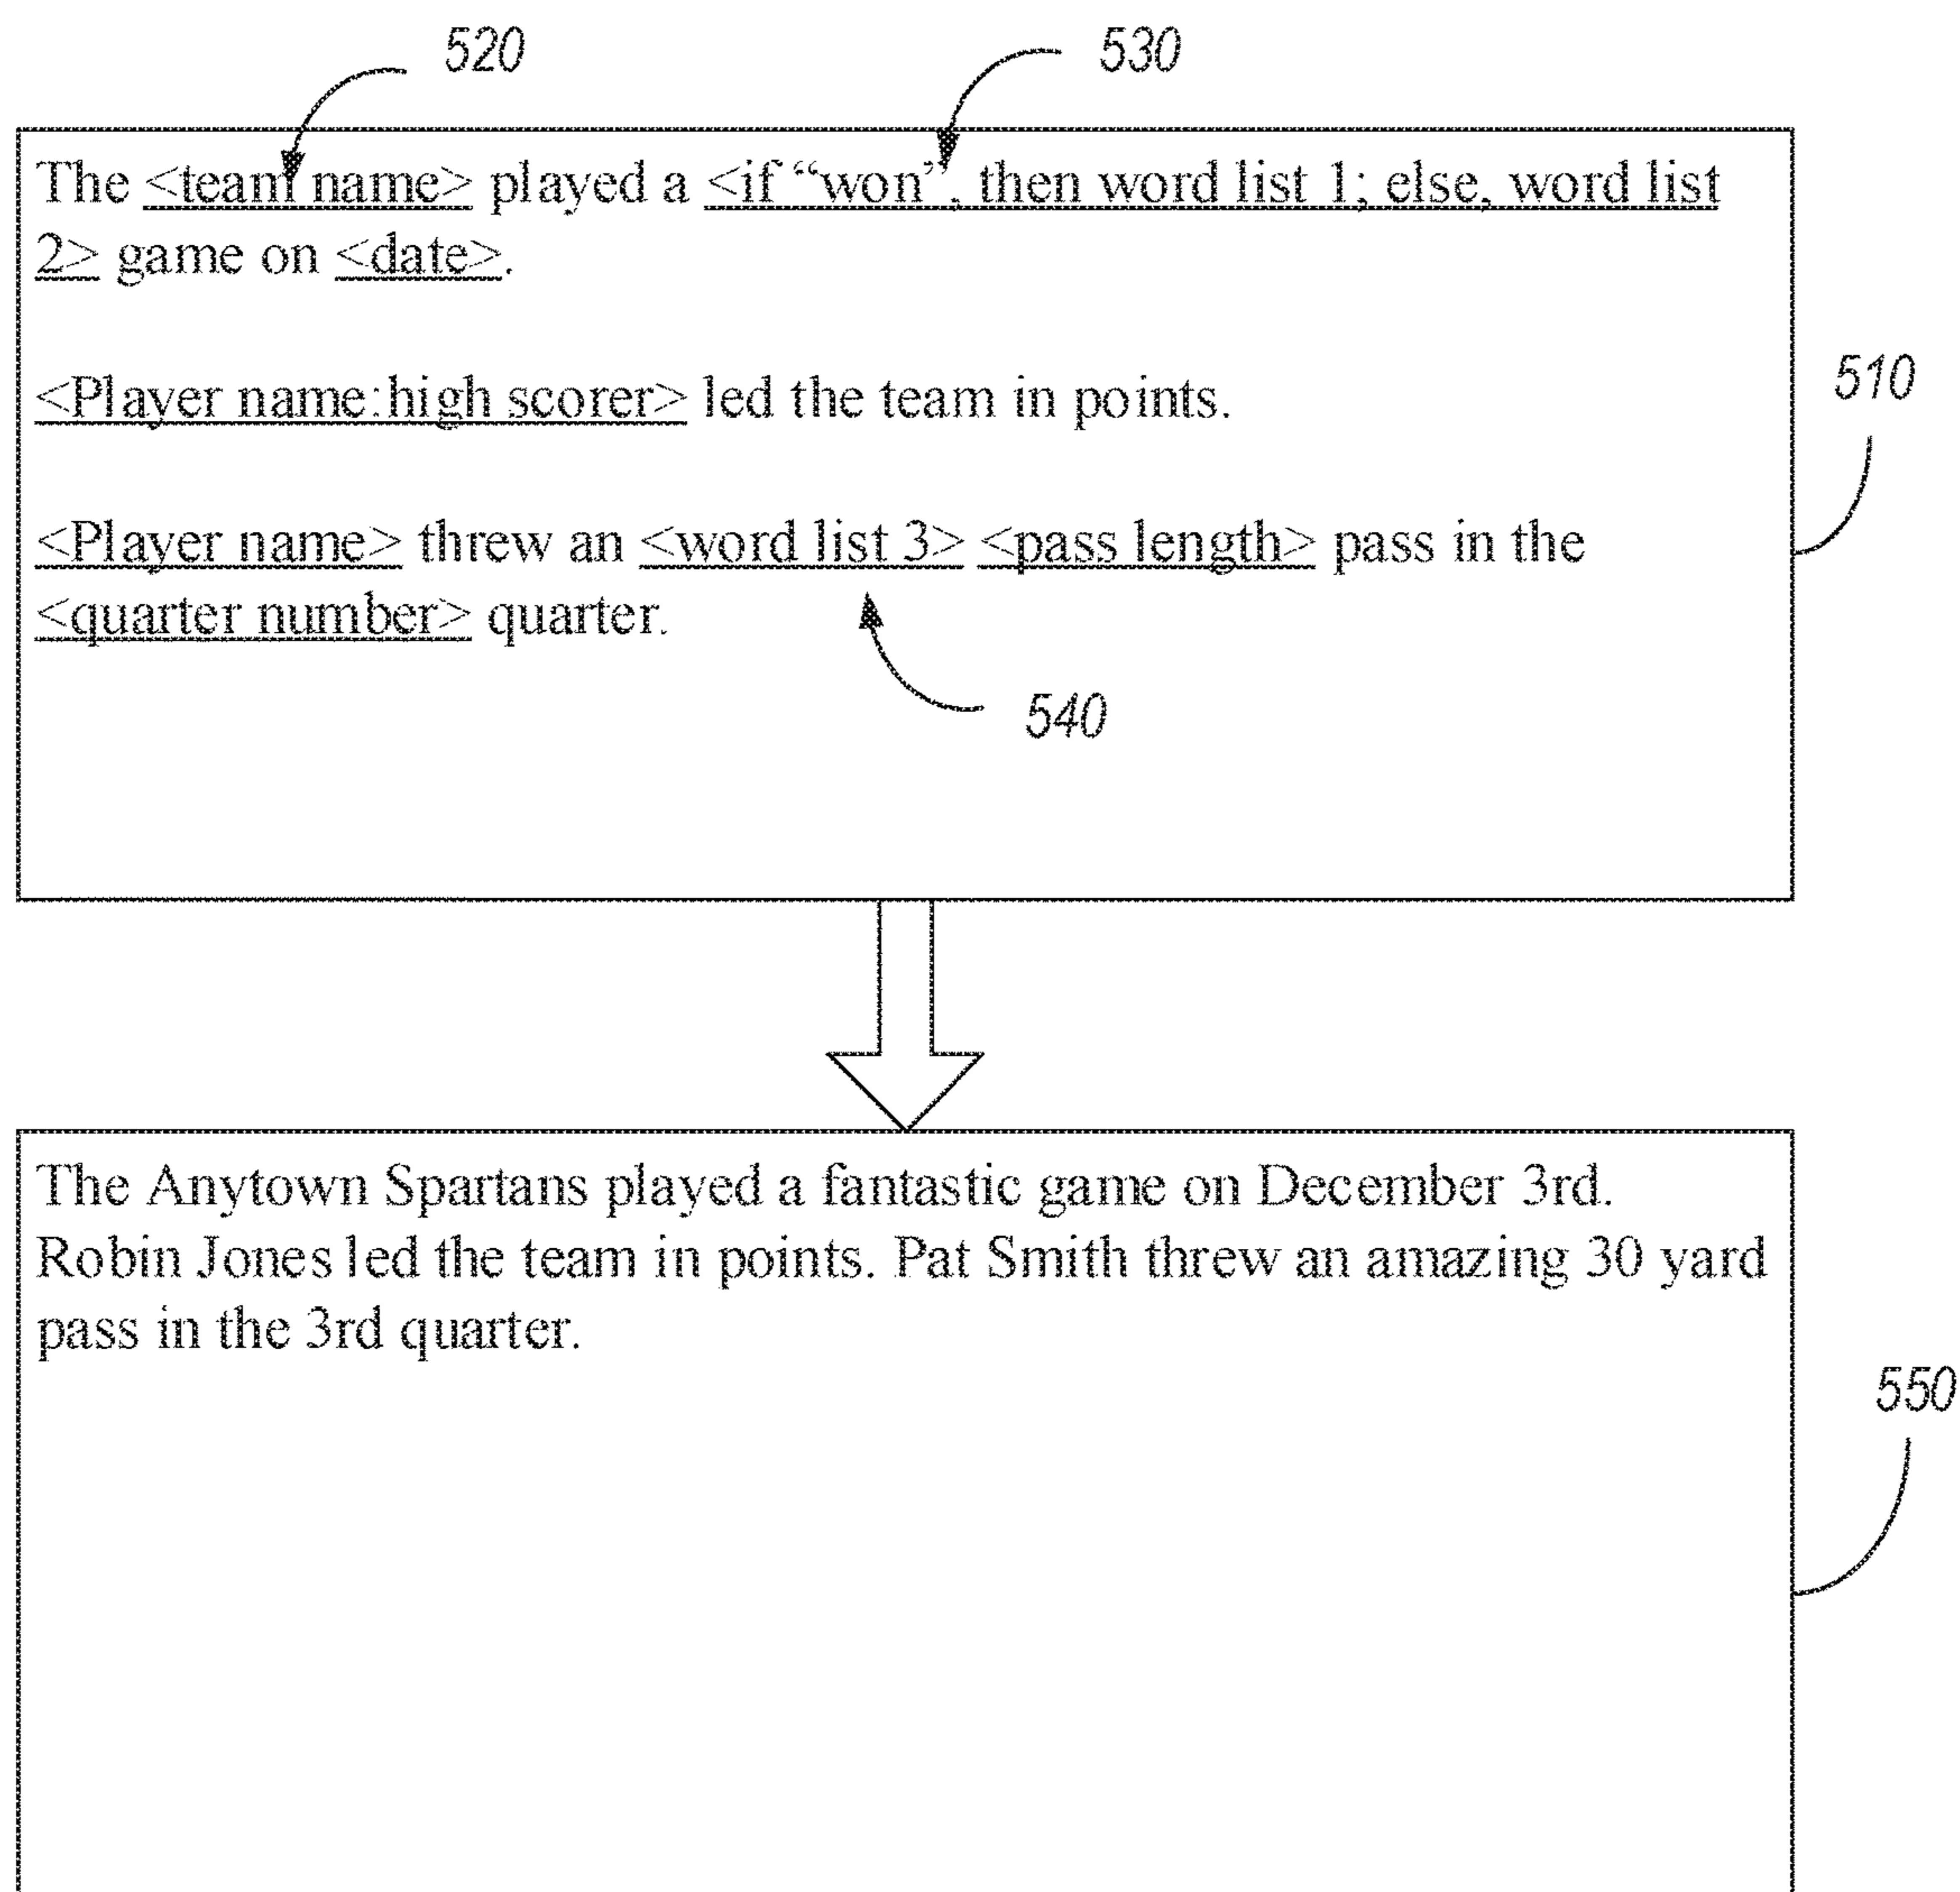 520
530
The <team name> played a <if “won”, then word list 1; else, word list
2> game on <date>.
<Player name:high scorer> led the team in points.
510
<Player name> threw an <word list 3> <pass length> pass in the
<quarter number> quarter.
540
The Anytown Spartans played a fantastic game on December 3rd.
Robin Jones led the team in points. Pat Smith threw an amazing 30 yard
pass in the 3rd quarter.
550